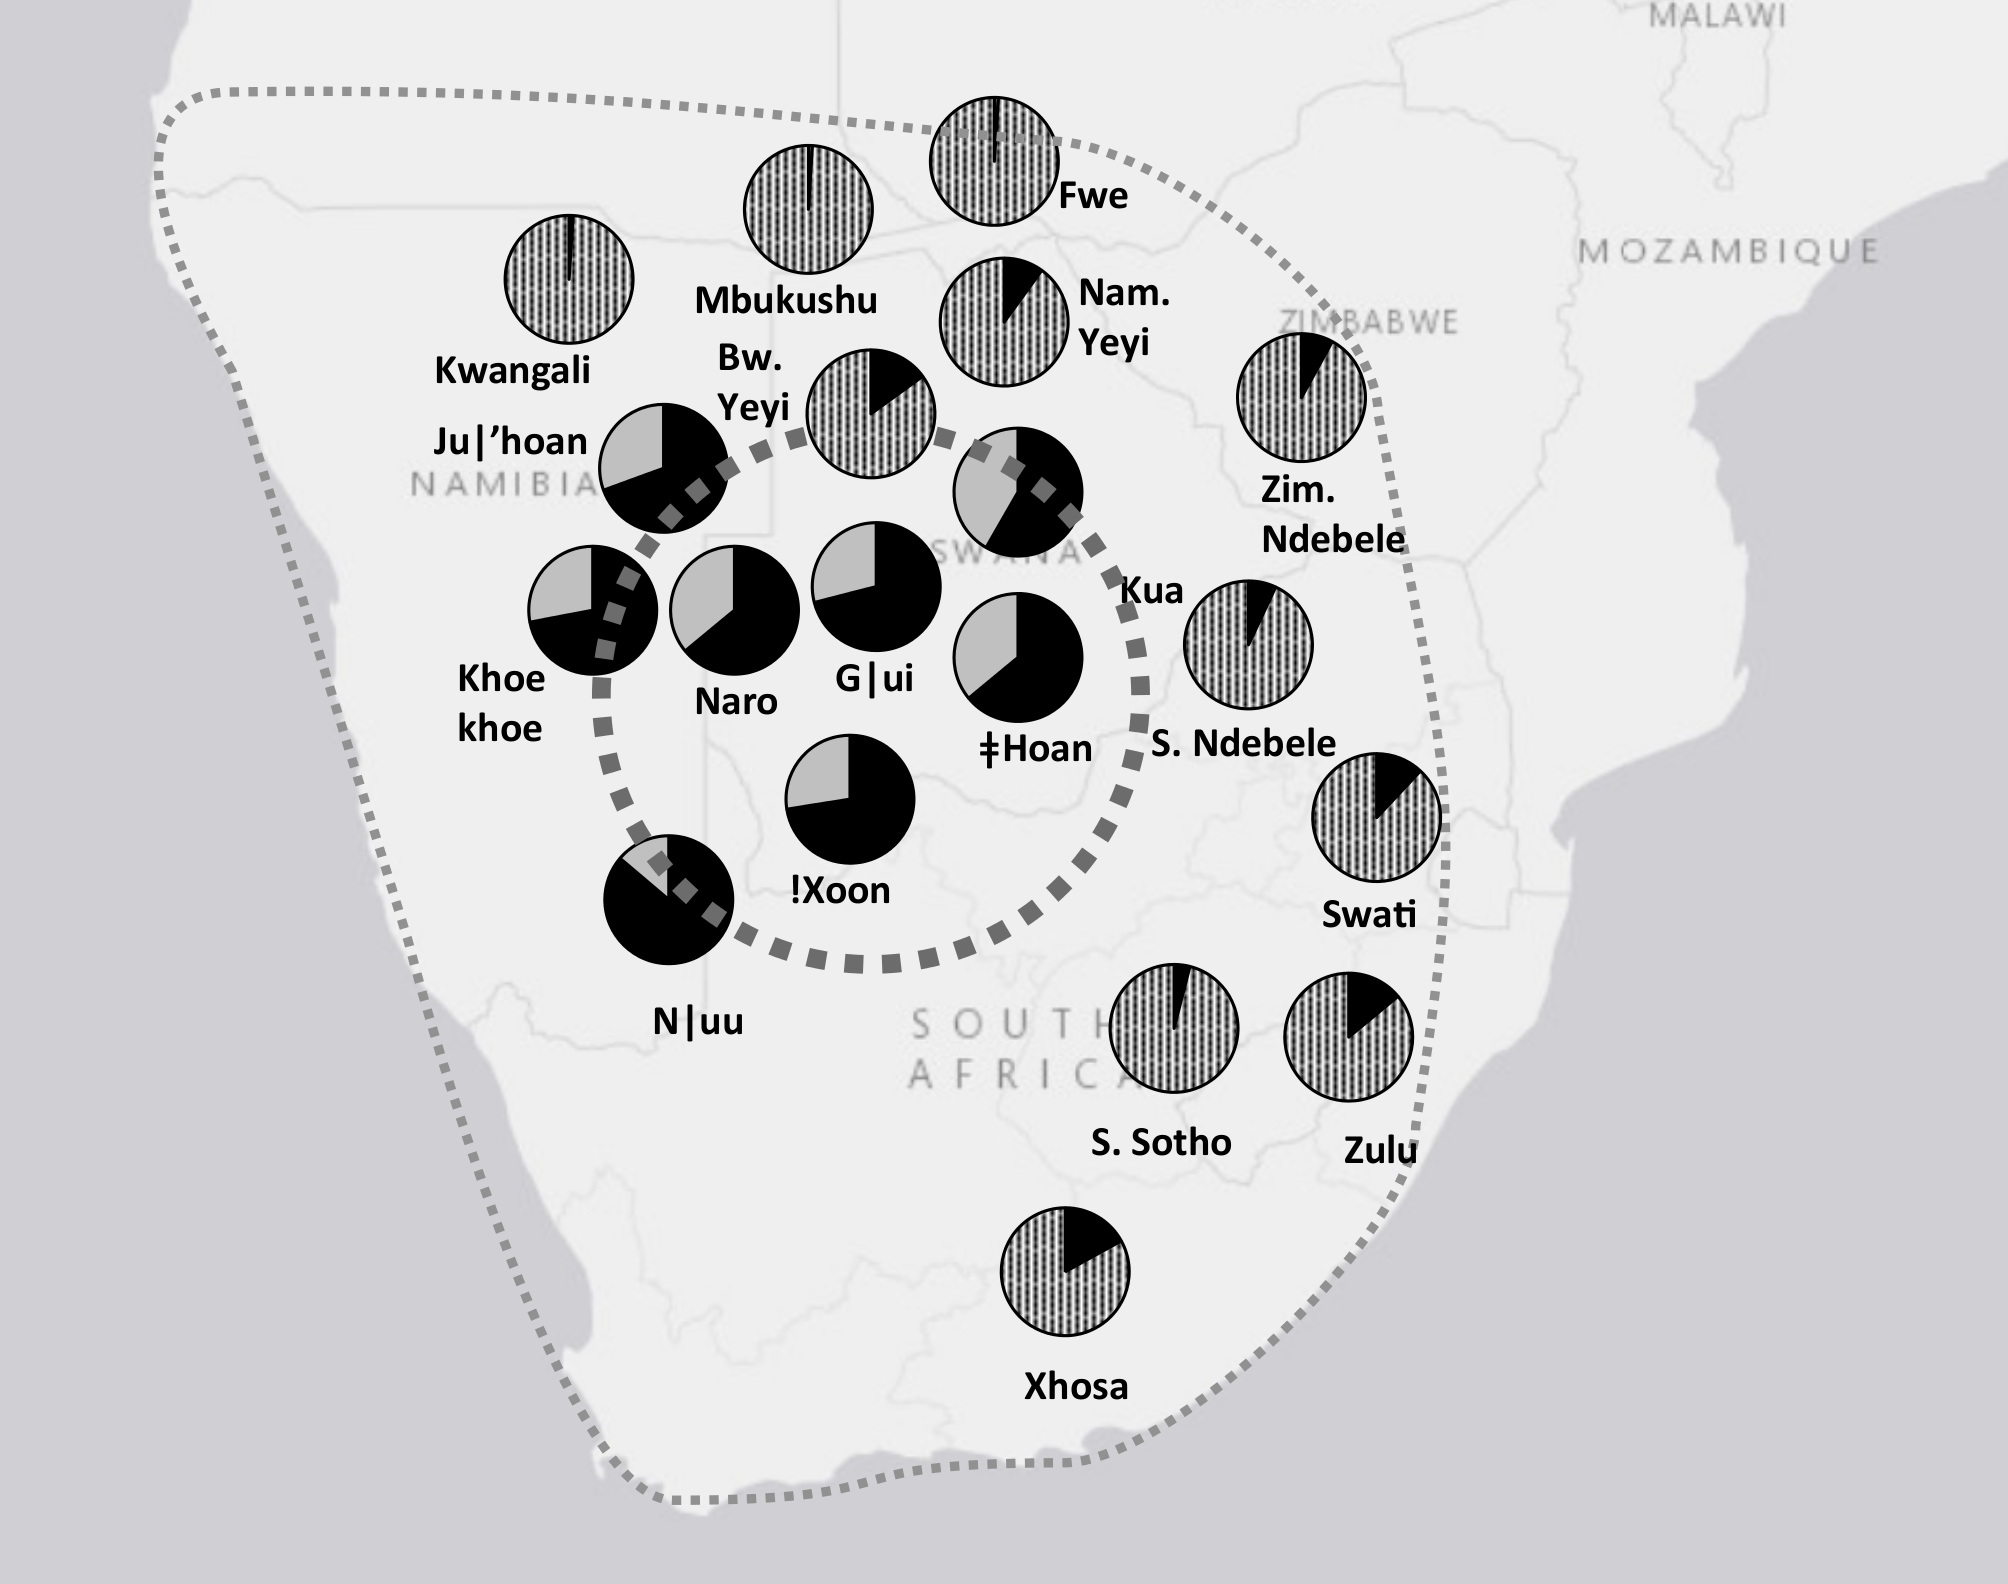 MALAWI
Fwe
MOZAMBIQUE
Mbukushu
Nam.
Yeyi
ZIMBABWE
Kwangali
Bw.
Yeyi
Ju|’hoan
NAMIBIA
Zim.
Ndebele
SWANA
Kua
Khoe
khoe
Naro
G|ui
ǂHoan
S. Ndebele
!Xoon
Swati
N|uu
SOUTH
AFRICA
S. Sotho
Zulu
Xhosa